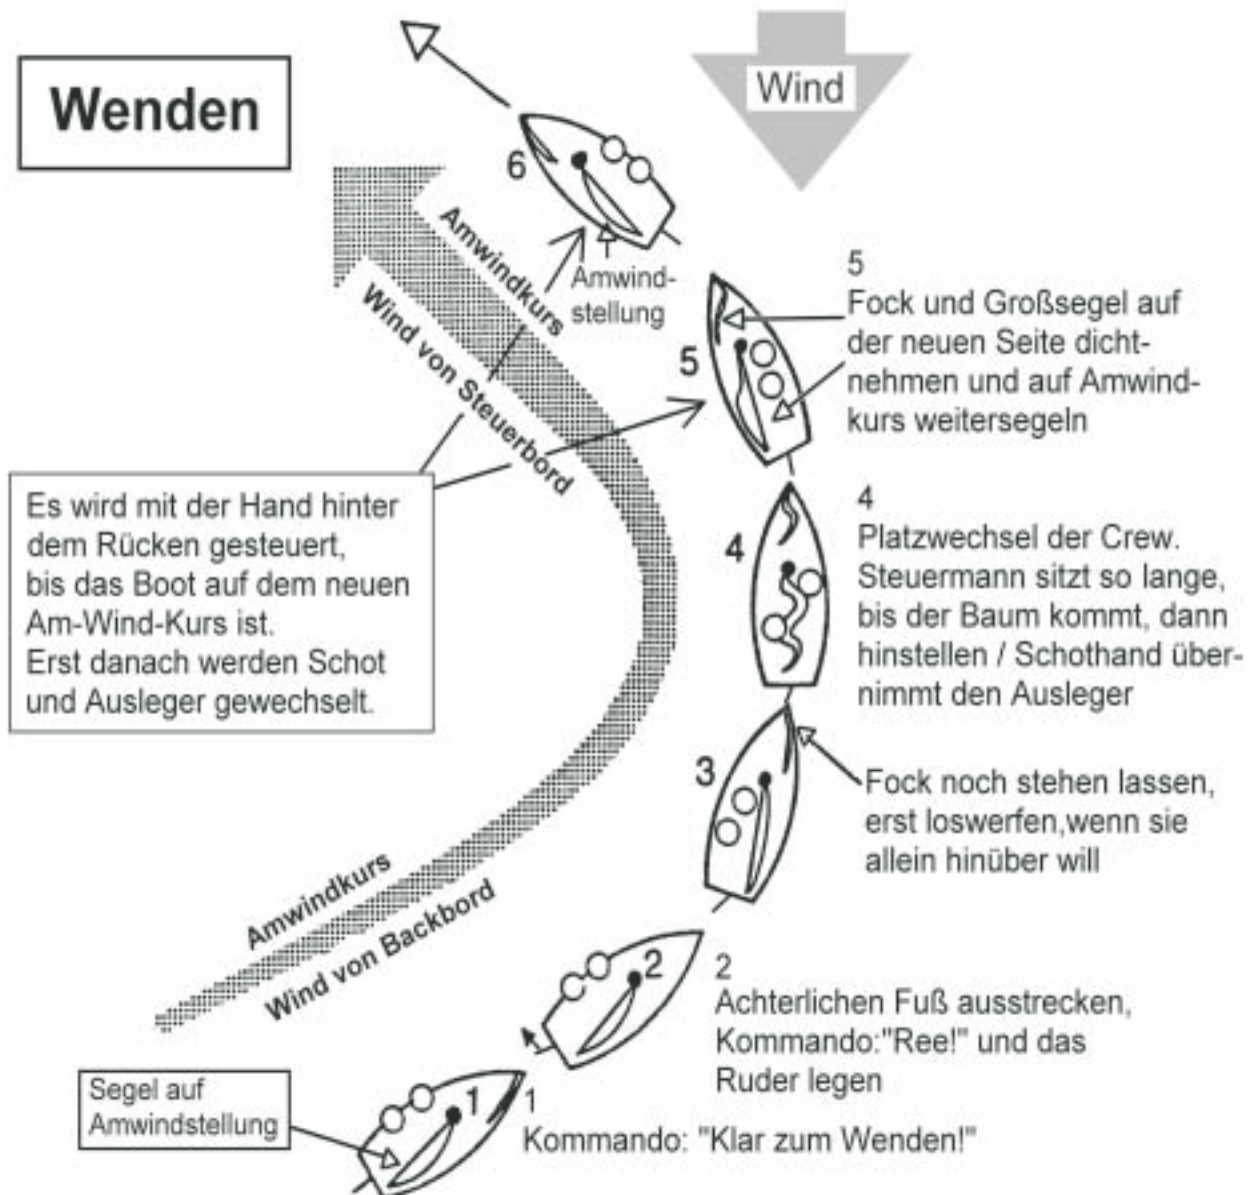 Wenden
Wind
6
Amwindkurs
Wind von Steuerbord
Amwind-
stellung
5
5
Fock und Großsegel auf
der neuen Seite dicht-
nehmen und auf Amwind-
kurs weitersegeln
Es wird mit der Hand hinter
dem Rücken gesteuert,
bis das Boot auf dem neuen
Am-Wind-Kurs ist.
Erst danach werden Schot
und Ausleger gewechselt.
4
4
Platzwechsel der Crew.
Steuermann sitzt so lange,
bis der Baum kommt, dann
hinstellen / Schothand über-
nimmt den Ausleger
3
Fock noch stehen lassen,
erst loswerfen,wenn sie
allein hinüber will
Amwindkurs
Wind von Backbord
2
2
Achterlichen Fuß ausstrecken,
Kommando:"Ree!" und das
Ruder legen
Segel auf
Amwindstellung
1
1
Kommando: "Klar zum Wenden!"